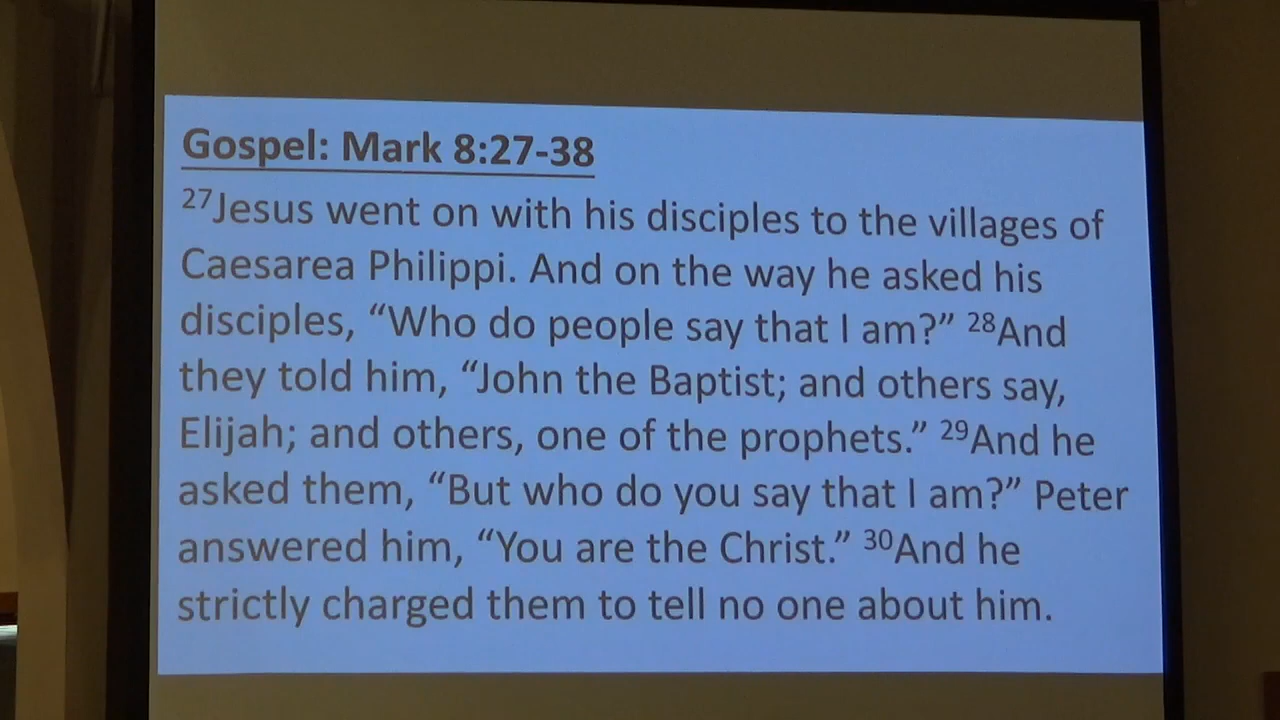 Gospel: Mark 8:27-38
²⁷Jesus went on with his disciples to the villages of
Caesarea Philippi. And on the way he asked his
disciples, “Who do people say that I am?” ²⁸And
they told him, “John the Baptist; and others say,
Elijah; and others, one of the prophets.” ²⁹And he
asked them, “But who do you say that I am?” Peter
answered him, “You are the Christ.” ³⁰And he
strictly charged them to tell no one about him.